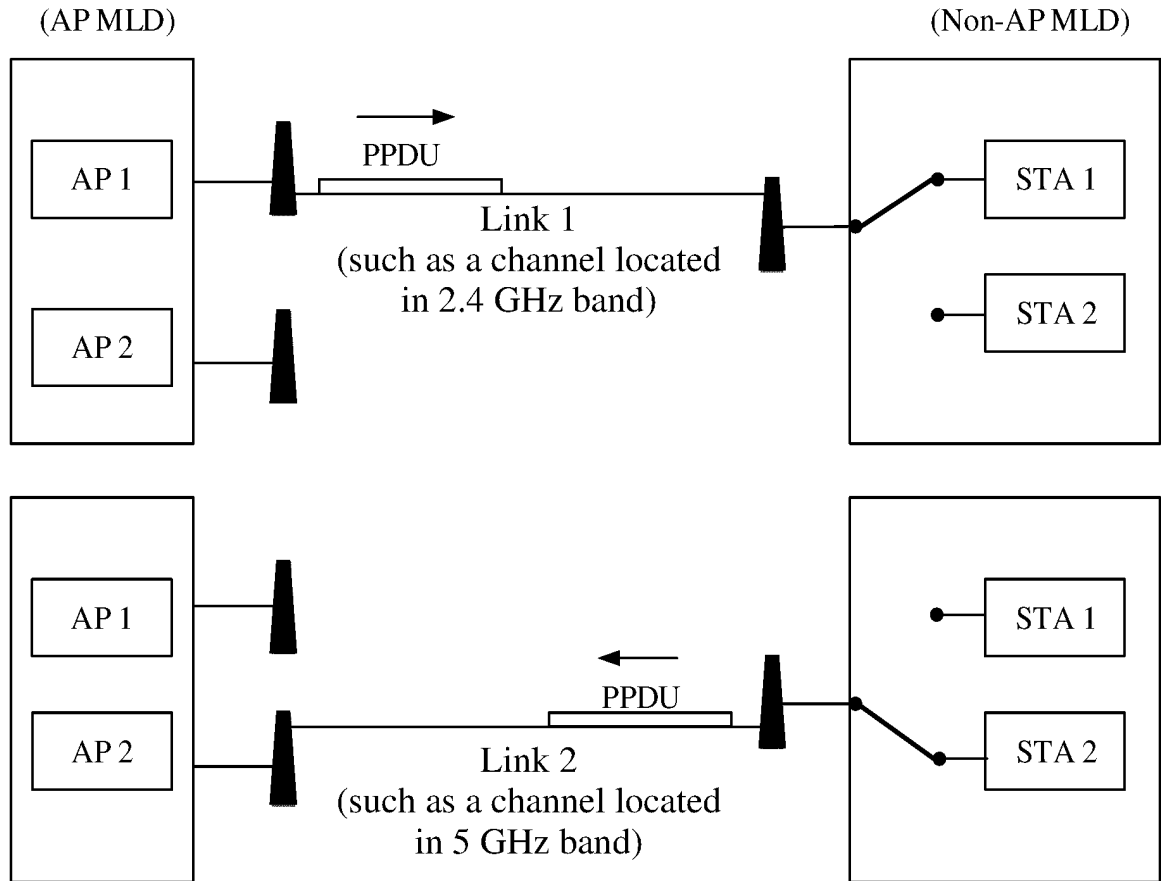 (AP MLD)
(Non-AP MLD)
AP 1
PPDU
STA 1
Link 1
(such as a channel located
in 2.4 GHz band)
AP 2
STA 2
AP 1
STA 1
PPDU
AP 2
STA 2
Link 2
(such as a channel located
in 5 GHz band)